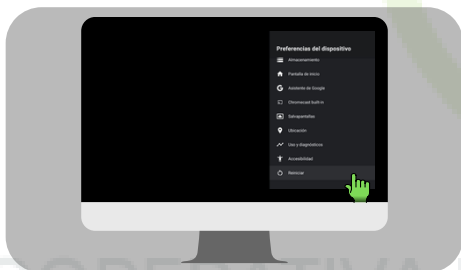 Preferencias del dispositivo
Almacenamiento
Pantalla de inicio
Asistente de Google
Chromecast built-in
Salvapantallas
Ubicación
Uso y diagnósticos
Accesibilidad
Reiniciar
COOPERATIVA